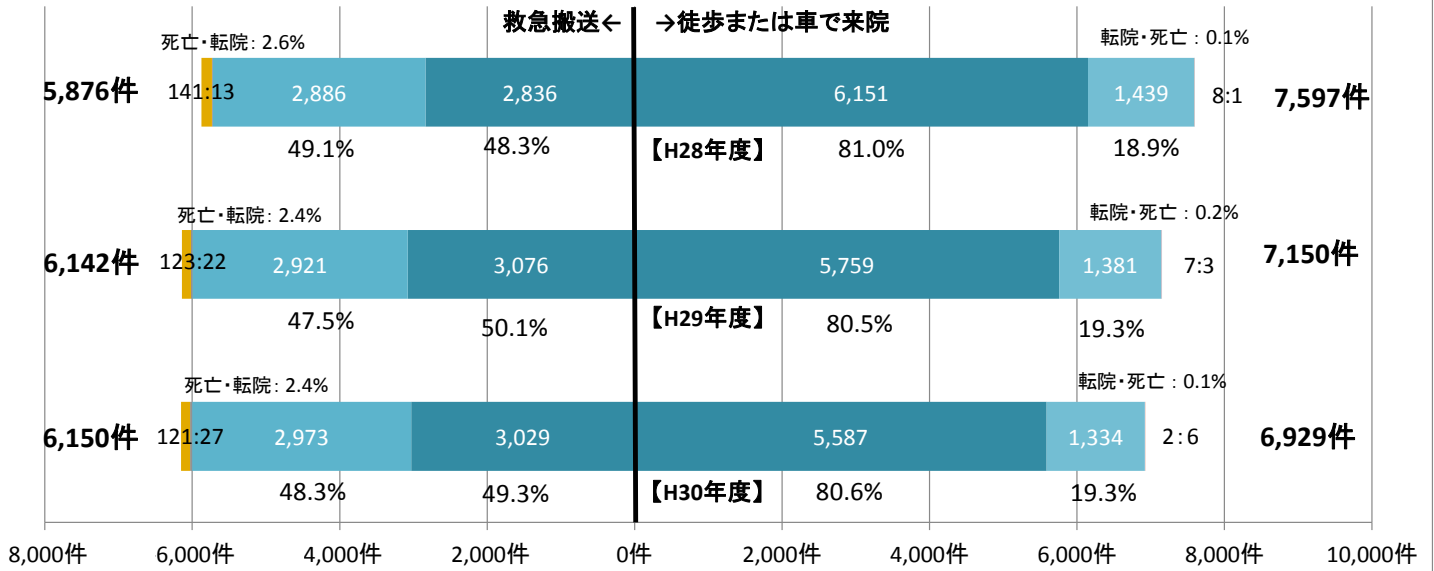 救急搬送← →徒歩または車で来院
死亡・転院: 2.6% 転院・死亡 : 0.1%
5,876件 141:13 2,886 2,836 6,151 1,439 8:1 7,597件
49.1% 48.3% 【H28年度】 81.0% 18.9%
死亡・転院: 2.4% 転院・死亡 : 0.2%
6,142件 123:22 2,921 3,076 5,759 1,381 7:3 7,150件
47.5% 50.1% 【H29年度】 80.5% 19.3%
死亡・転院: 2.4% 転院・死亡 : 0.1%
6,150件 121:27 2,973 3,029 5,587 1,334 2:6 6,929件
48.3% 49.3% 【H30年度】 80.6% 19.3%
8,000件 6,000件 4,000件 2,000件 0件 2,000件 4,000件 6,000件 8,000件 10,000件